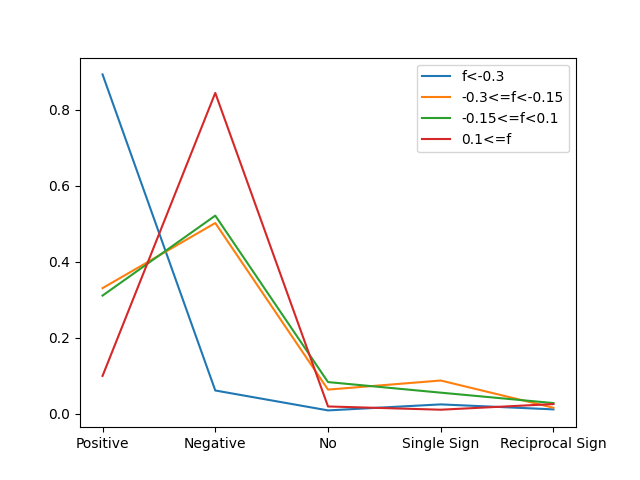 f<-0.3
-0.3<=f<-0.15
-0.15<=f<0.1
0.1<=f
0.8
0.6
0.4
0.2
0.0
Positive Negative No Single Sign Reciprocal Sign